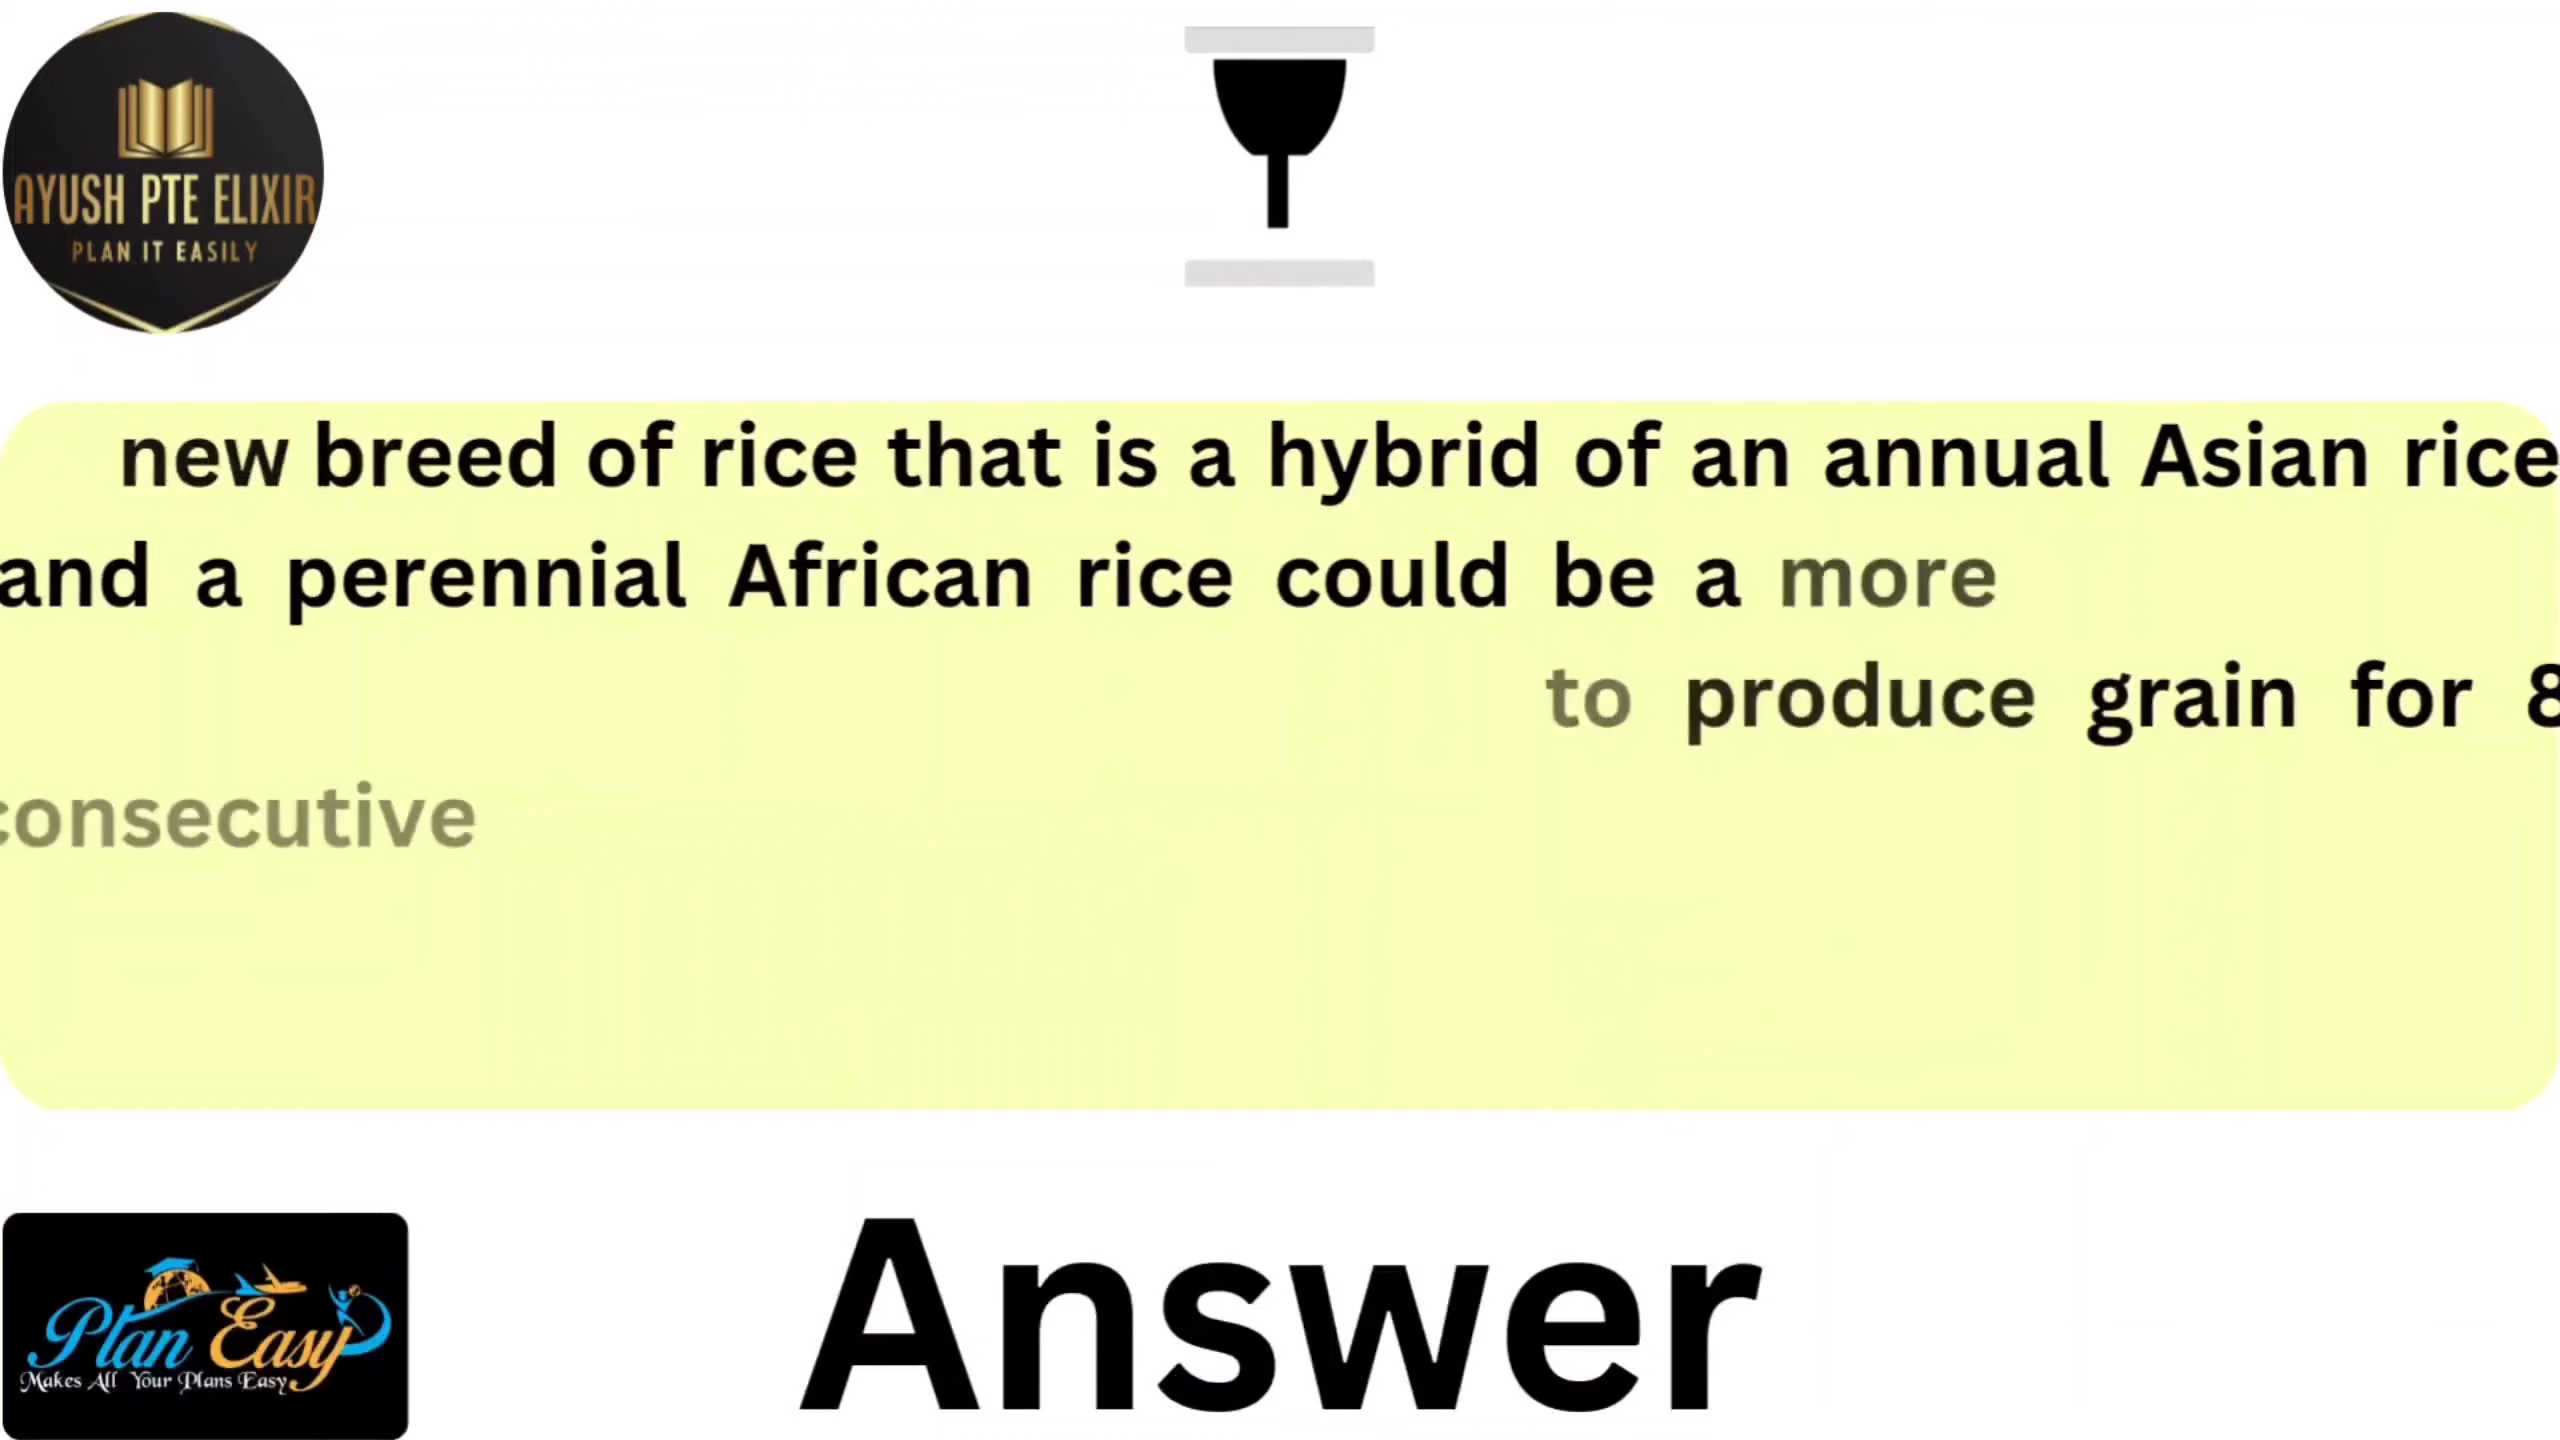 AYUSH PTE ELIXIR
PLAN IT EASILY
new breed of rice that is a hybrid of an annual Asian rice
and a perennial African rice could be a more
to produce grain for 8
consecutive
Plan Easy
Makes All Your Plans Easy
Answer